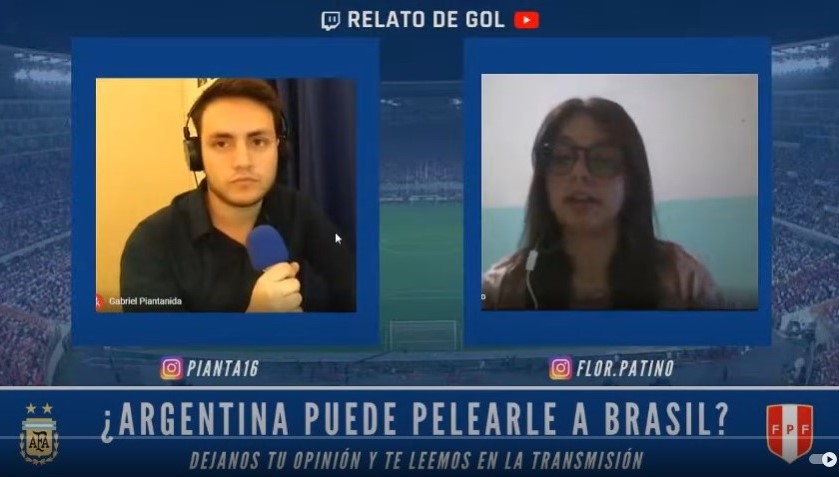 RELATO DE GOL
Gabriel Piantanida
o
PIANTA16
FLOR.PATINO
¿ARGENTINA PUEDE PELEARLE A BRASIL?
DEJANOS TU OPINIÓN Y TE LEEMOS EN LA TRANSMISIÓN
AFA
FPF